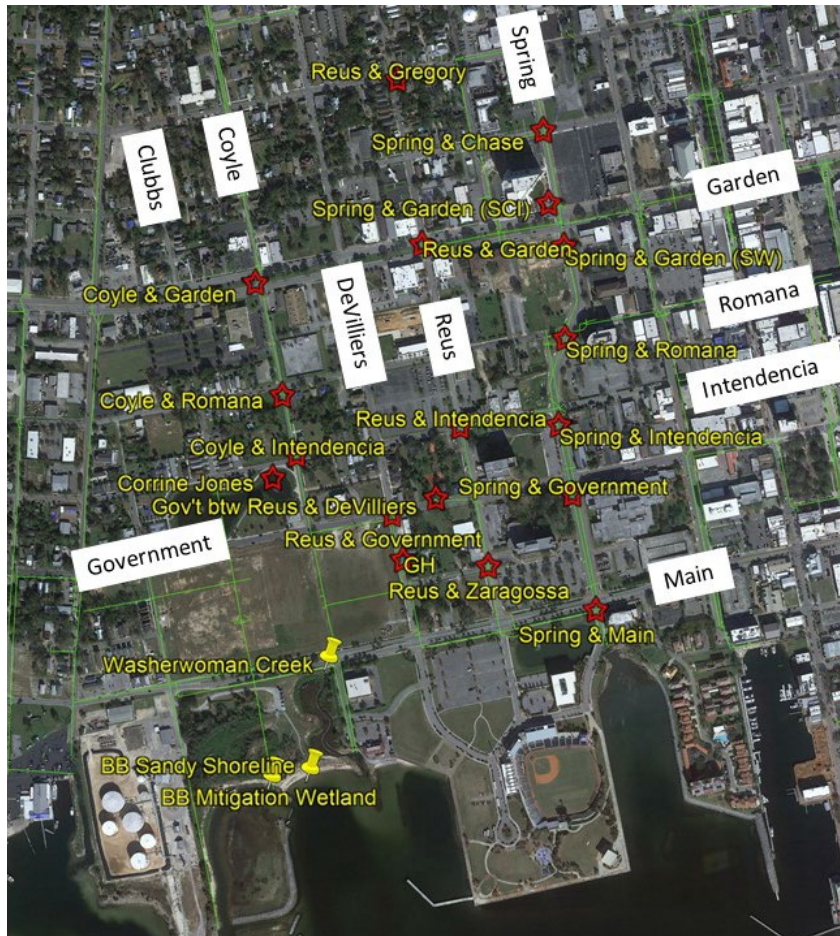 Spring
Reus & Gregory
Spring & Chase
Coyle
Clubbs
Garden
Spring & Garden (SCI)
Reus & Garden
Spring & Garden (SW)
Coyle & Garden
DeVilliers
Romana
Reus
Spring & Romana
Intendencia
Coyle & Romana
Reus & Intendencia
Spring & Intendencia
Coyle & Intendencia
Corrine Jones
Spring & Government
Gov't btw Reus & DeVilliers
Government
Reus & Government
GH
Main
Reus & Zaragossa
Spring & Main
Washerwoman Creek
BB Sandy Shoreline
BB Mitigation Wetland